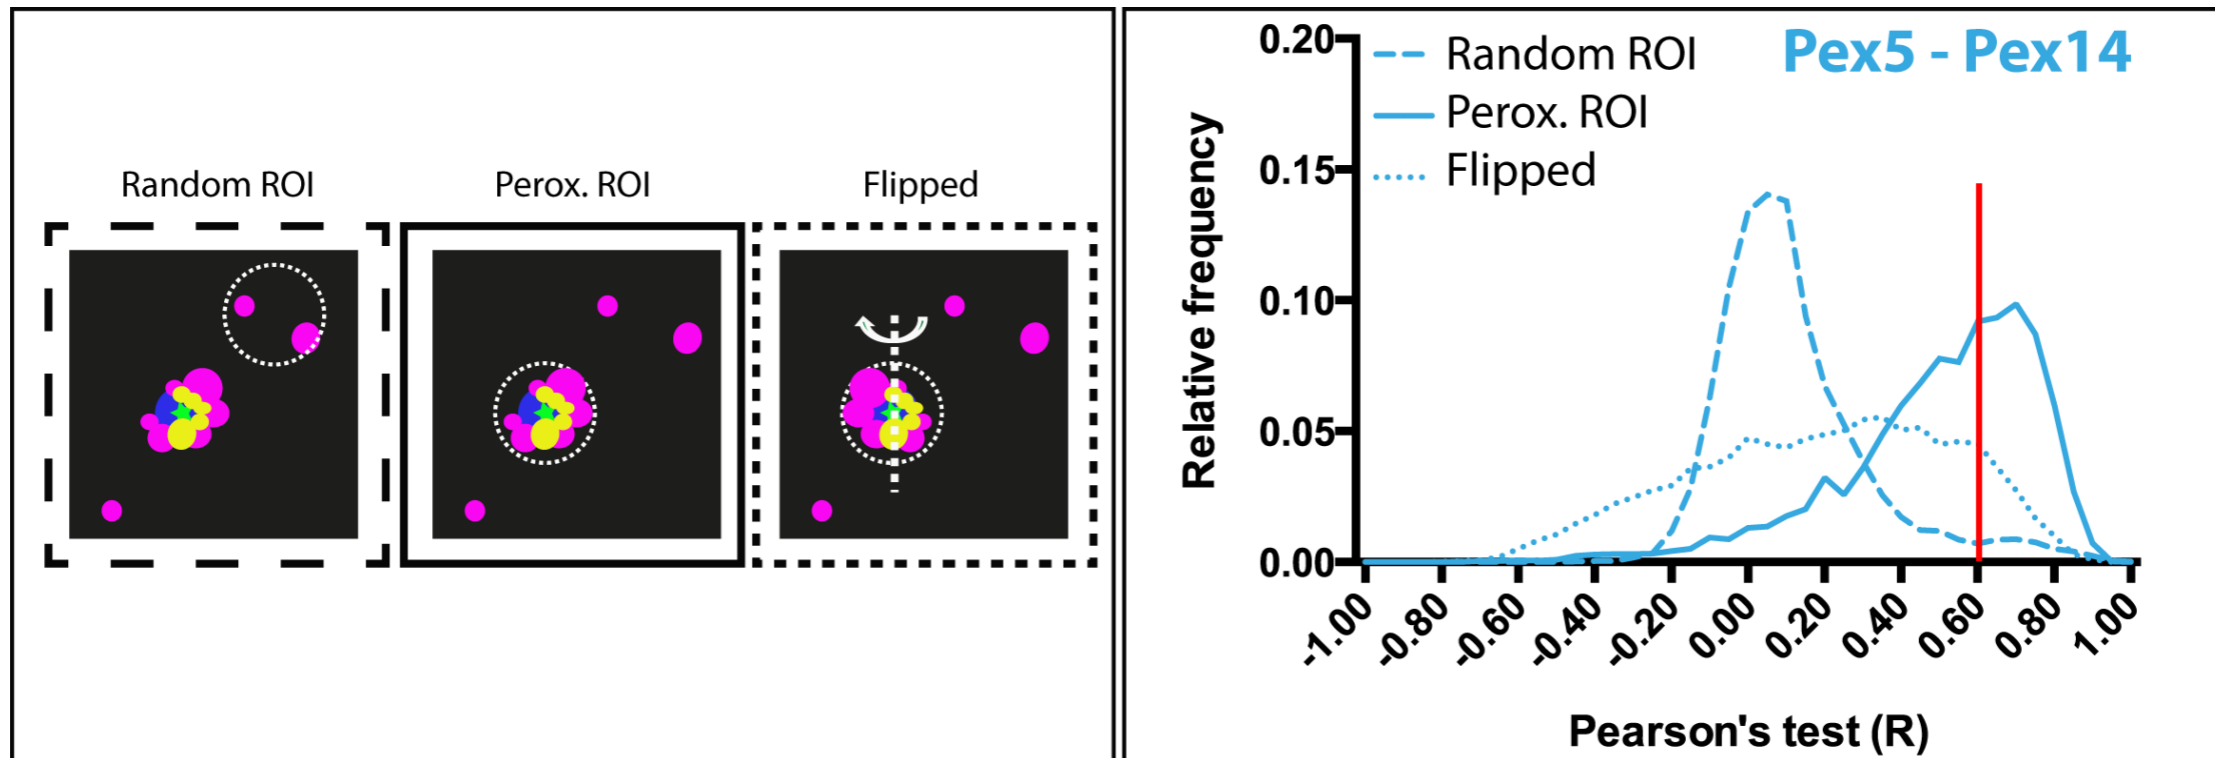 Random ROI
Perox. ROI
Flipped
Pex5 - Pex14
Random ROI
Perox. ROI
Flipped
Relative frequency
0.20
0.15
0.10
0.05
0.00
-1.00 -0.80 -0.60 -0.40 -0.20 0.00 0.20 0.40 0.60 0.80 1.00
Pearson's test (R)